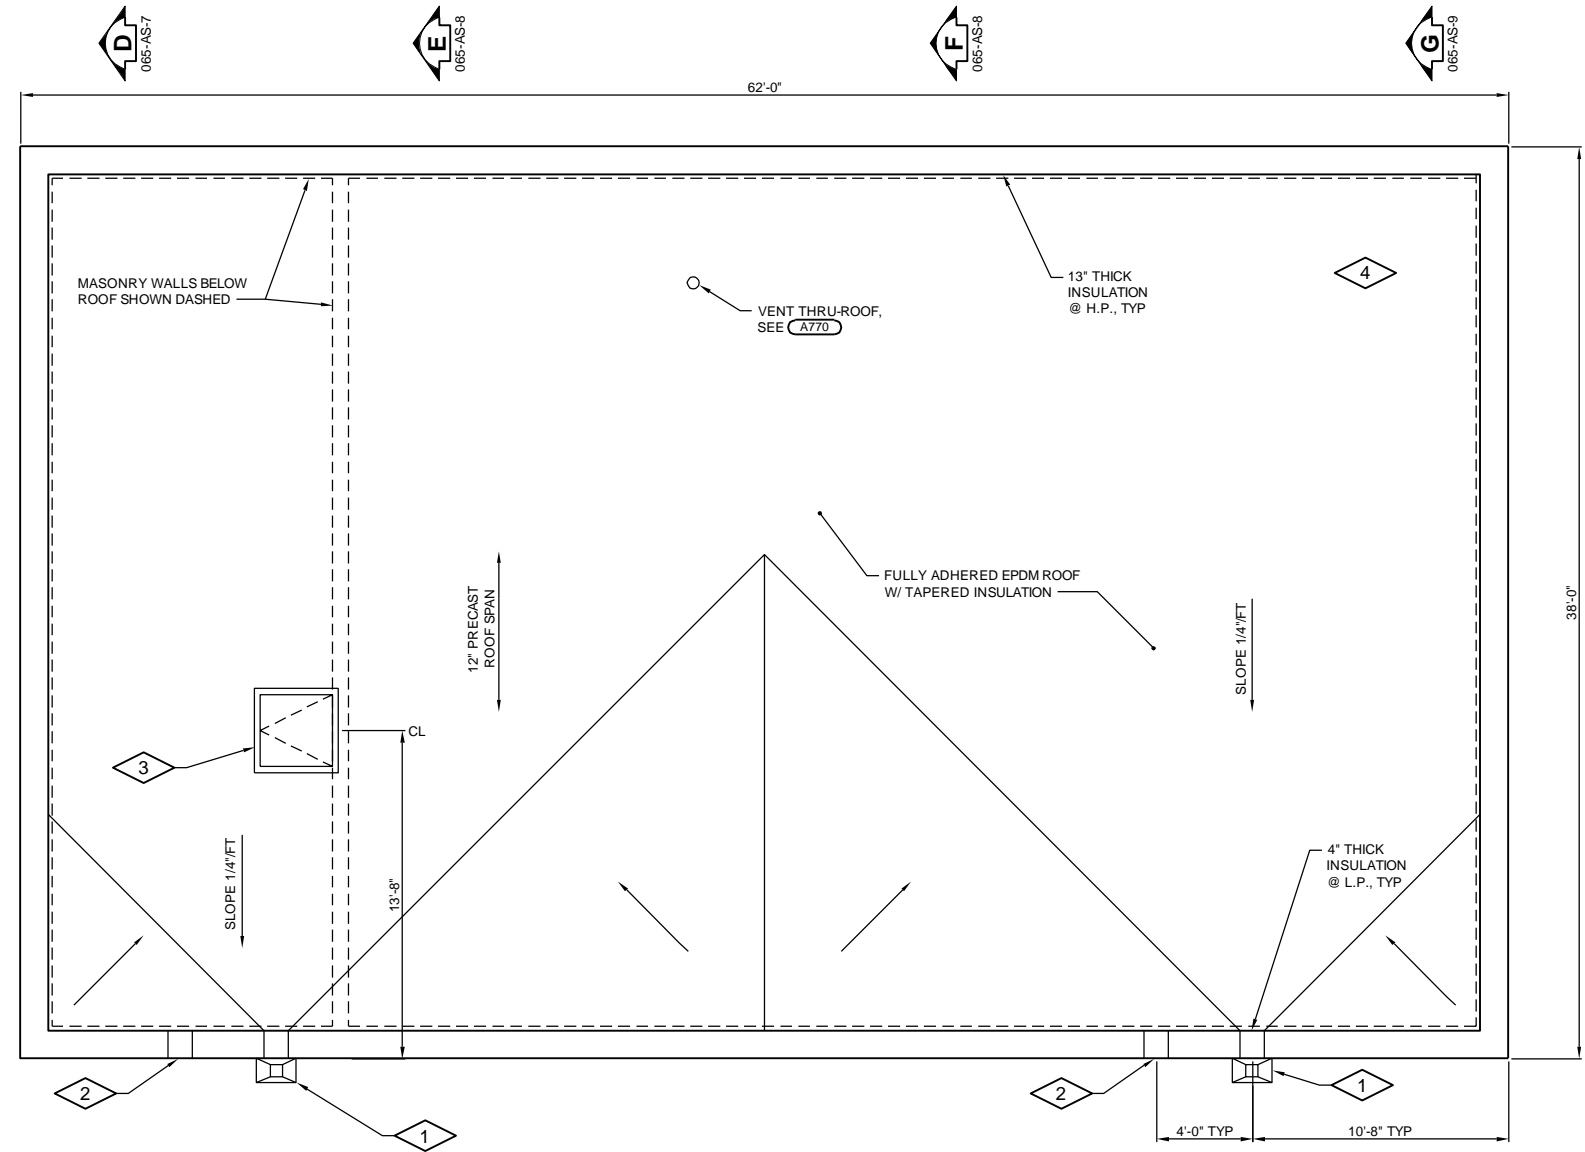 D
065-AS-7
E
065-AS-8
F
065-AS-8
G
065-AS-9
62'-0"
MASONRY WALLS BELOW
ROOF SHOWN DASHED
VENT THRU-ROOF,
SEE A770
13" THICK
INSULATION
@ H.P., TYP
4
FULLY ADHERED EPDM ROOF
W/ TAPERED INSULATION
12" PRECAST
ROOF SPAN
SLOPE 1/4"/FT
38'-0"
CL
3
SLOPE 1/4"/FT
13'-8"
4" THICK
INSULATION
@ L.P., TYP
2
1
2
1
4'-0" TYP
10'-8" TYP